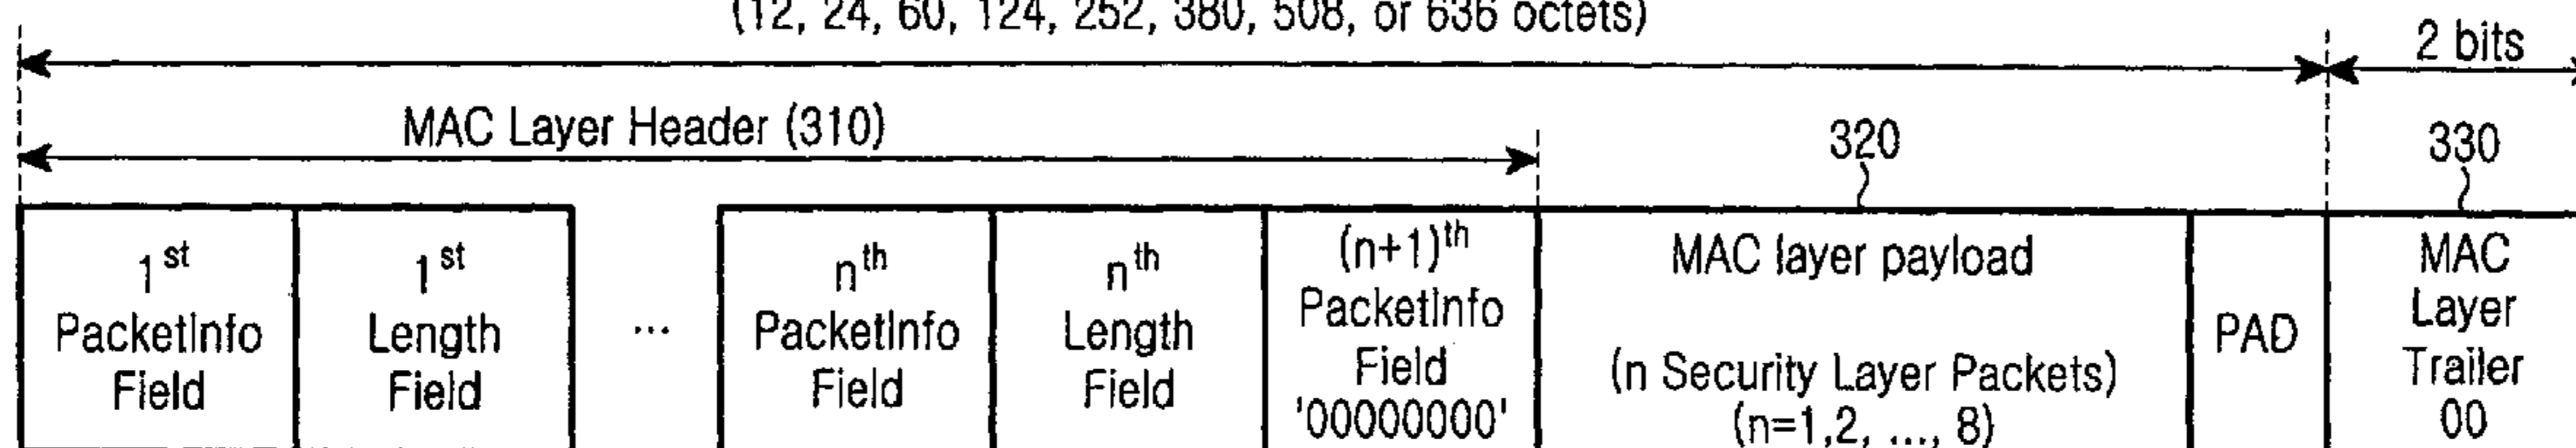 (12, 24, 60, 124, 252, 380, 508, or 636 octets)
2 bits
MAC Layer Header (310)
320
330
1st
PacketInfo
Field
1st
Length
Field
...
nth
PacketInfo
Field
nth
Length
Field
(n+1)th
PacketInfo
Field
'00000000'
MAC layer payload
(n Security Layer Packets)
(n=1,2, ..., 8)
PAD
MAC
Layer
Trailer
00